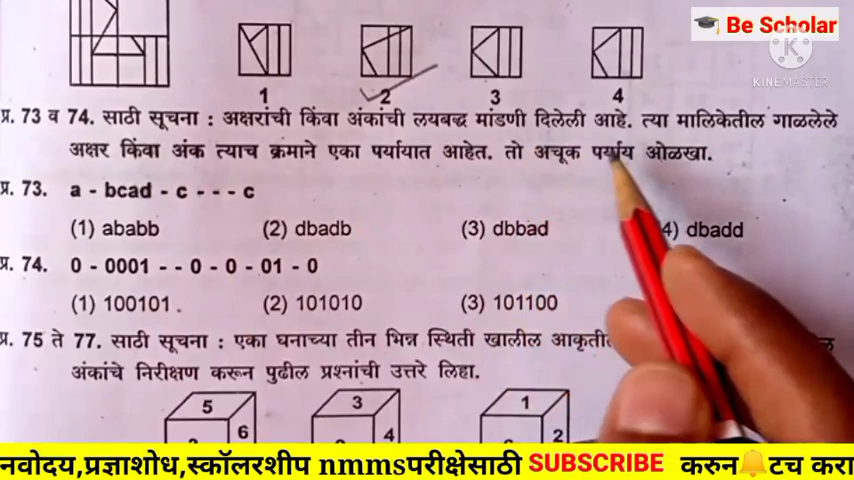 Be Scholar
K
KINEMASTER
1 2 3 4
प्र. 73 व 74. साठी सूचना : अक्षरांची किंवा अंकांची लयबद्ध मांडणी दिलेली आहे. त्या मालिकेतील गाळलेले
अक्षर किंवा अंक त्याच क्रमाने एका पर्यायात आहेत. तो अचूक पर्याय ओळखा.
प्र. 73. a - bcad - c - - - c
(1) ababb (2) dbadb (3) dbbad 4) dbadd
प्र. 74. 0 - 0001 - - 0 - 0 - 01 - 0
(1) 100101 . (2) 101010 (3) 101100
प्र. 75 ते 77. साठी सूचना : एका घनाच्या तीन भिन्न स्थिती खालील
अंकांचे निरीक्षण करून पुढील प्रश्नांची उत्तरे लिहा.
5 3 1
6 4 2
नवोदय,प्रज्ञाशोध,स्कॉलरशीप nmmsपरीक्षेसाठी SUBSCRIBE करुन टच करा